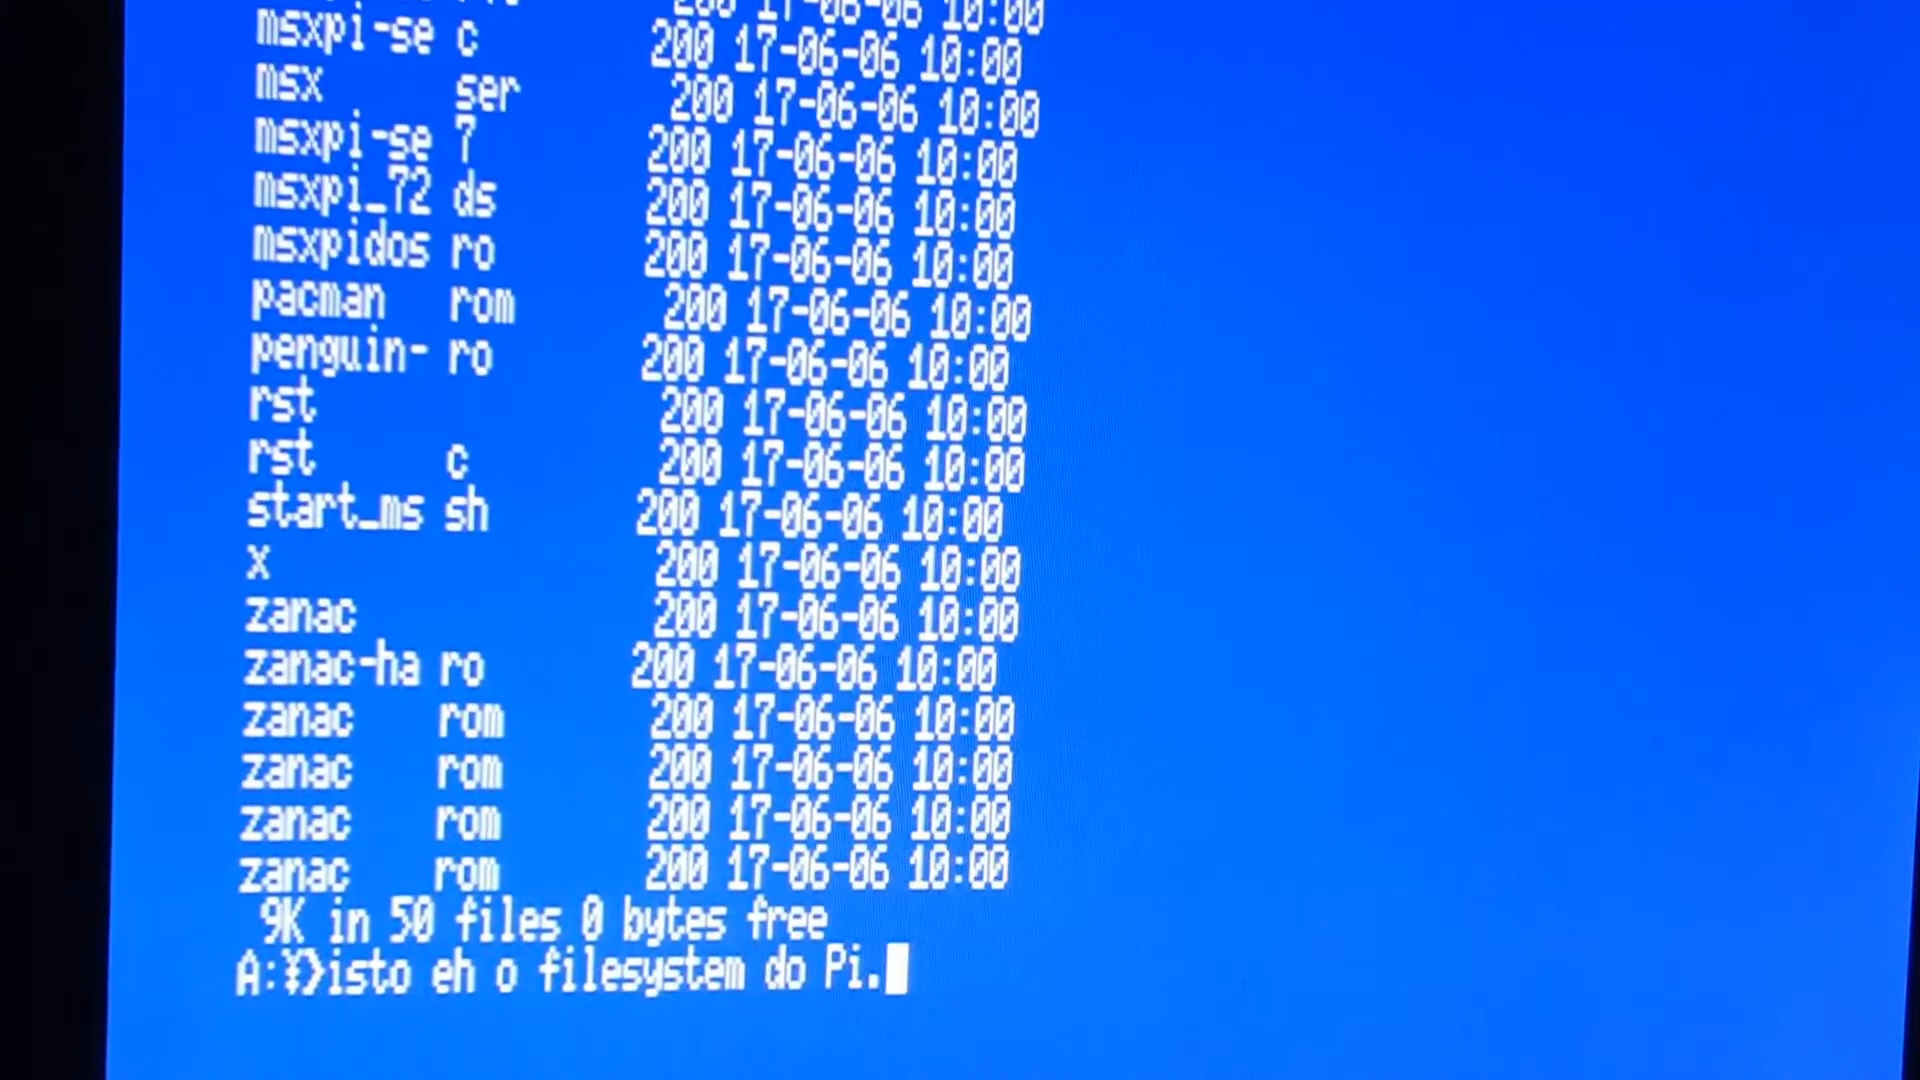 200 17-06-06 10:00
msxpi-se c 200 17-06-06 10:00
msx ser 200 17-06-06 10:00
msxpi-se 7 200 17-06-06 10:00
msxpi_72 ds 200 17-06-06 10:00
msxpidos ro 200 17-06-06 10:00
pacman rom 200 17-06-06 10:00
penguin- ro 200 17-06-06 10:00
rst 200 17-06-06 10:00
rst c 200 17-06-06 10:00
start_ms sh 200 17-06-06 10:00
x 200 17-06-06 10:00
zanac 200 17-06-06 10:00
zanac-ha ro 200 17-06-06 10:00
zanac rom 200 17-06-06 10:00
zanac rom 200 17-06-06 10:00
zanac rom 200 17-06-06 10:00
zanac rom 200 17-06-06 10:00
9K in 50 files 0 bytes free
A:¥>isto eh o filesystem do Pi.